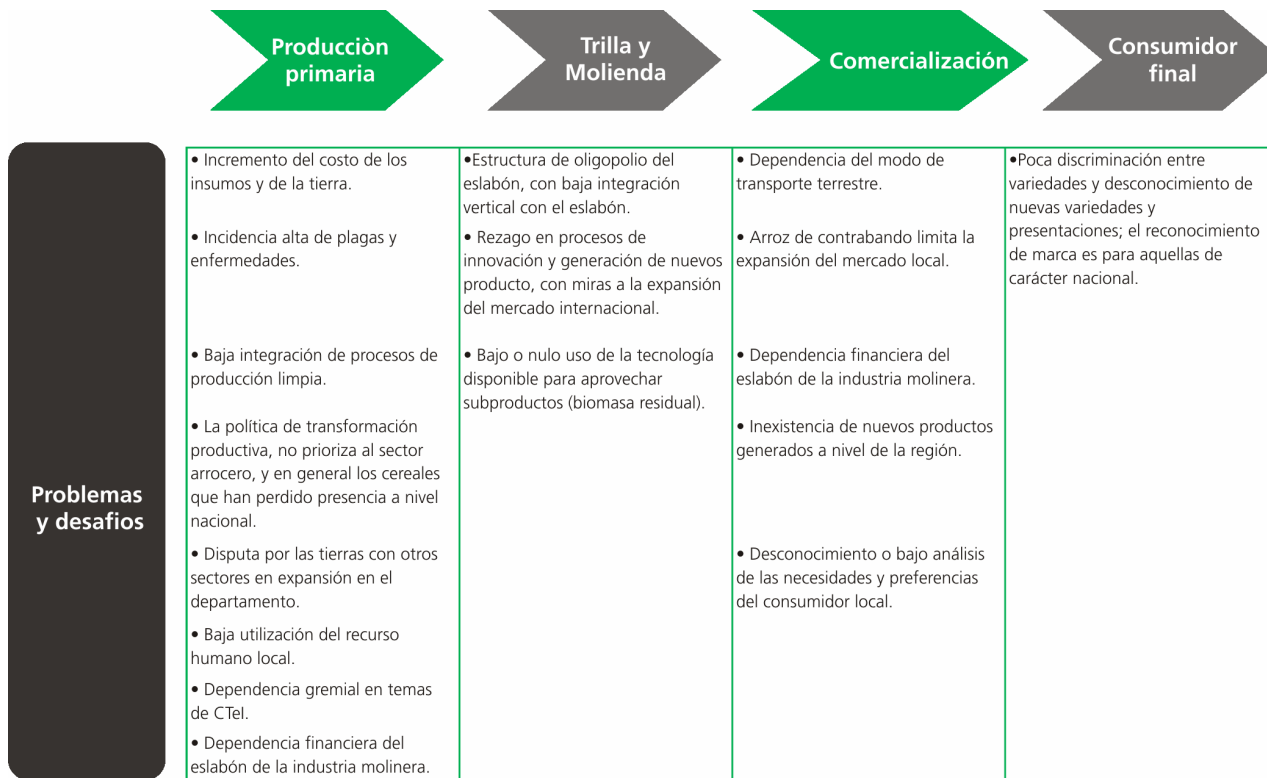 Producciòn
primaria
Trilla y
Molienda
Comercialización
Consumidor
final
Problemas
y desafios
• Incremento del costo de los
insumos y de la tierra.
• Incidencia alta de plagas y
enfermedades.
• Baja integración de procesos de
producción limpia.
• La política de transformación
productiva, no prioriza al sector
arrocero, y en general los cereales
que han perdido presencia a nivel
nacional.
• Disputa por las tierras con otros
sectores en expansión en el
departamento.
• Baja utilización del recurso
humano local.
• Dependencia gremial en temas
de CTeI.
• Dependencia financiera del
eslabón de la industria molinera.
•Estructura de oligopolio del
eslabón, con baja integración
vertical con el eslabón.
• Rezago en procesos de
innovación y generación de nuevos
producto, con miras a la expansión
del mercado internacional.
• Bajo o nulo uso de la tecnología
disponible para aprovechar
subproductos (biomasa residual).
• Dependencia del modo de
transporte terrestre.
• Arroz de contrabando limita la
expansión del mercado local.
• Dependencia financiera del
eslabón de la industria molinera.
• Inexistencia de nuevos productos
generados a nivel de la región.
• Desconocimiento o bajo análisis
de las necesidades y preferencias
del consumidor local.
•Poca discriminación entre
variedades y desconocimiento de
nuevas variedades y
presentaciones; el reconocimiento
de marca es para aquellas de
carácter nacional.